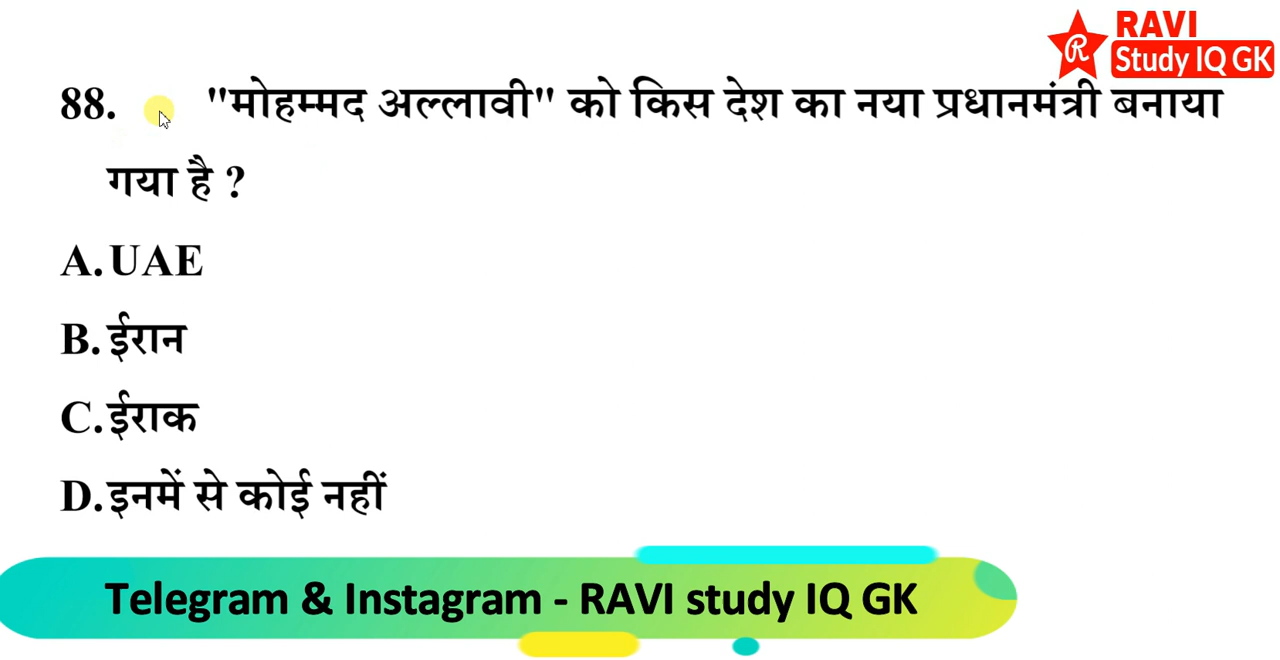 RAVI
Study IQ GK
88. "मोहम्मद अल्लावी" को किस देश का नया प्रधानमंत्री बनाया
गया है ?
A. UAE
B. ईरान
C. ईराक
D. इनमें से कोई नहीं
Telegram & Instagram - RAVI study IQ GK